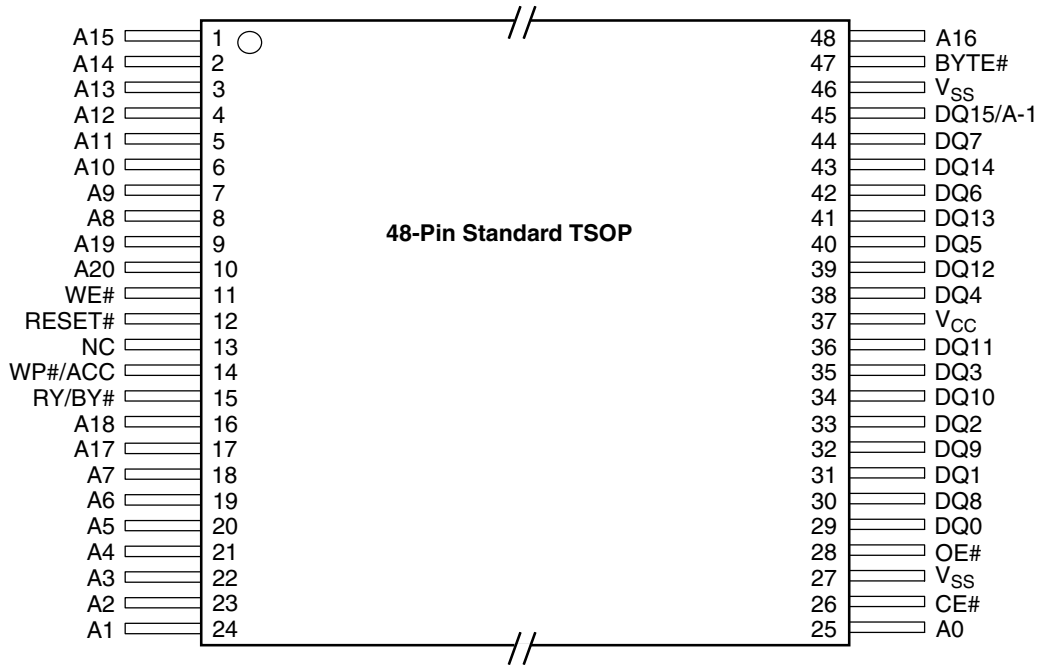 A15 1 48 A16
A14 2 47 BYTE#
A13 3 46 VSS
A12 4 45 DQ15/A-1
A11 5 44 DQ7
A10 6 43 DQ14
A9 7 42 DQ6
A8 8 41 DQ13
48-Pin Standard TSOP
A19 9 40 DQ5
A20 10 39 DQ12
WE# 11 38 DQ4
RESET# 12 37 VCC
NC 13 36 DQ11
WP#/ACC 14 35 DQ3
RY/BY# 15 34 DQ10
A18 16 33 DQ2
A17 17 32 DQ9
A7 18 31 DQ1
A6 19 30 DQ8
A5 20 29 DQ0
A4 21 28 OE#
A3 22 27 VSS
A2 23 26 CE#
A1 24 25 A0